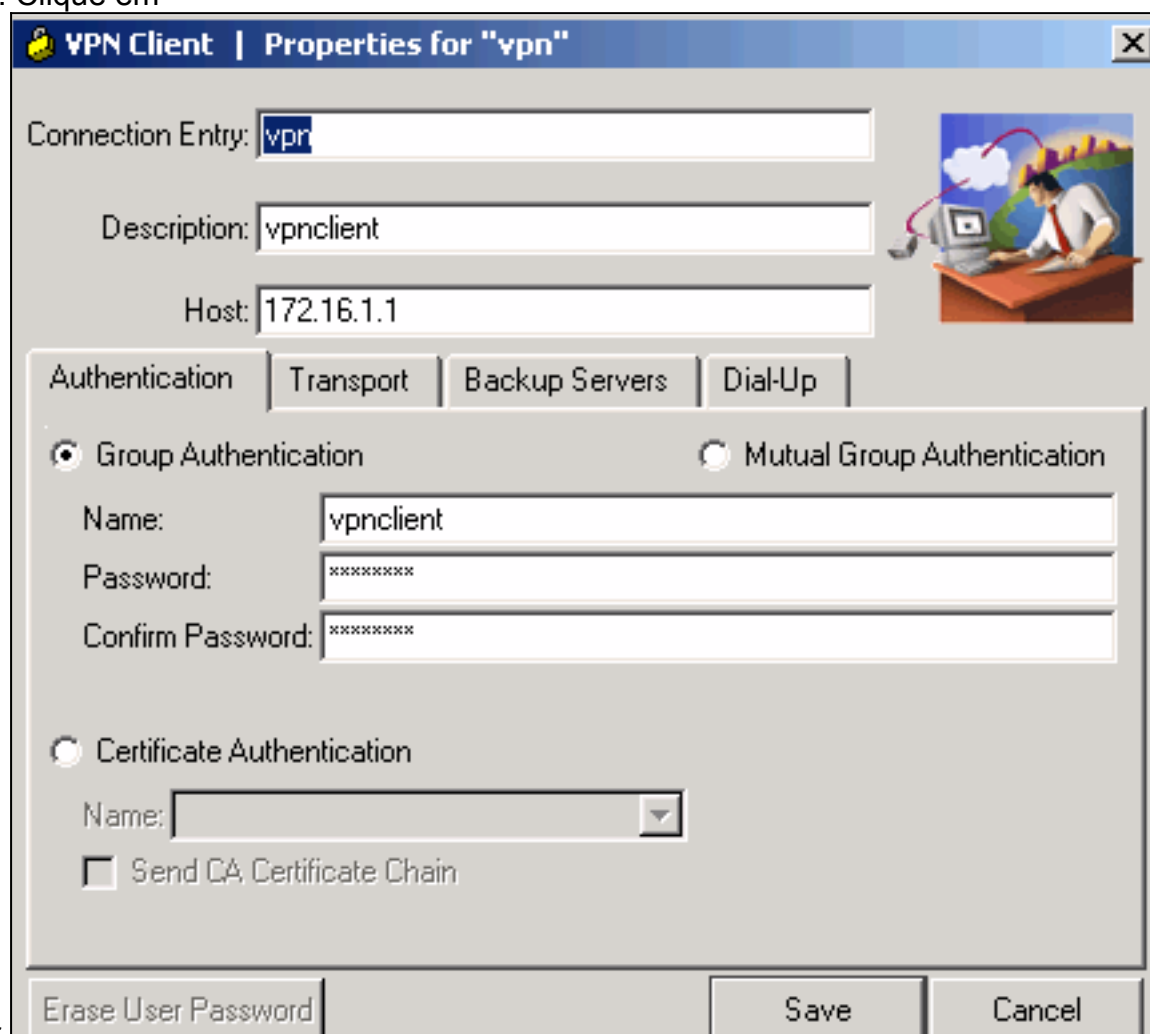 . Clique em
VPN Client | Properties for "vpn"
Connection Entry: vpn
Description: vpnclient
Host: 172.16.1.1
Authentication Transport Backup Servers Dial-Up
Group Authentication Mutual Group Authentication
Name: vpnclient
Password: ********
Confirm Password: ********
Certificate Authentication
Name:
Send CA Certificate Chain
Erase User Password Save Cancel